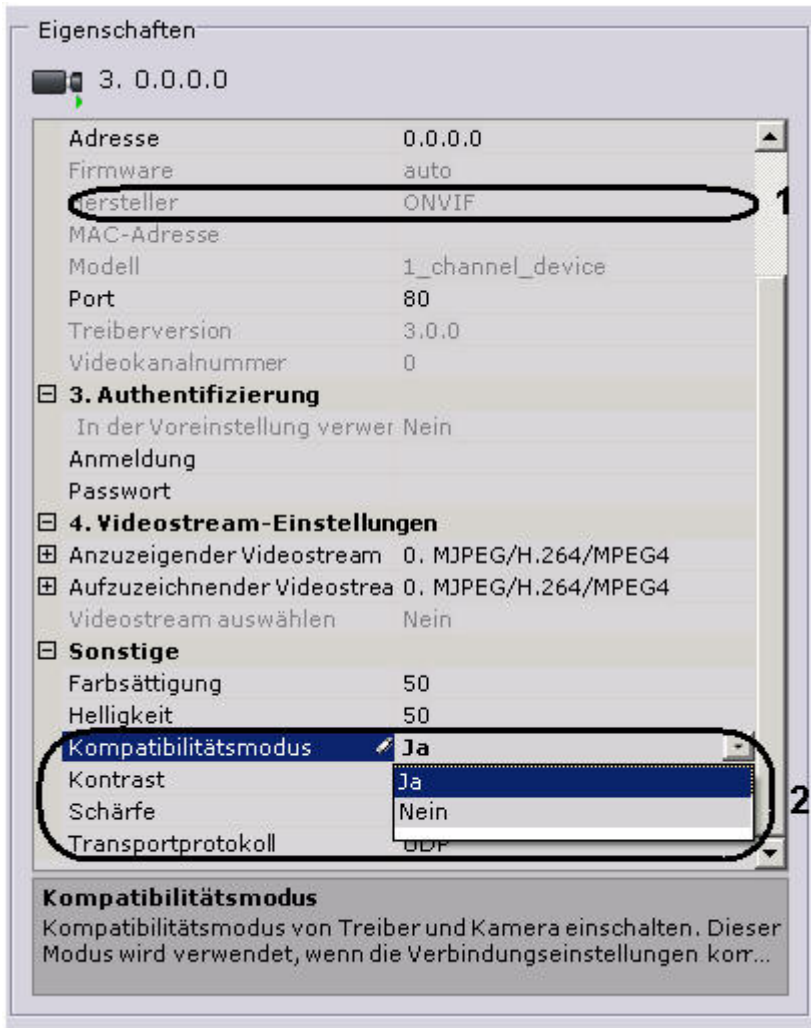 Eigenschaften
3. 0.0.0.0
Adresse 0.0.0.0
Firmware auto
Hersteller ONVIF 1
MAC-Adresse
Modell 1_channel_device
Port 80
Treiberversion 3.0.0
Videokanalnummer 0
3. Authentifizierung
In der Voreinstellung verwer Nein
Anmeldung
Passwort
4. Videostream-Einstellungen
Anzuzeigender Videostream 0. MJPEG/H.264/MPEG4
Aufzuzeichnender Videostrea 0. MJPEG/H.264/MPEG4
Videostream auswählen Nein
Sonstige
Farbsättigung 50
Helligkeit 50
Kompatibilitätsmodus Ja
Kontrast Ja
Schärfe Nein 2
Transportprotokoll UDP
Kompatibilitätsmodus
Kompatibilitätsmodus von Treiber und Kamera einschalten. Dieser
Modus wird verwendet, wenn die Verbindungseinstellungen korr...